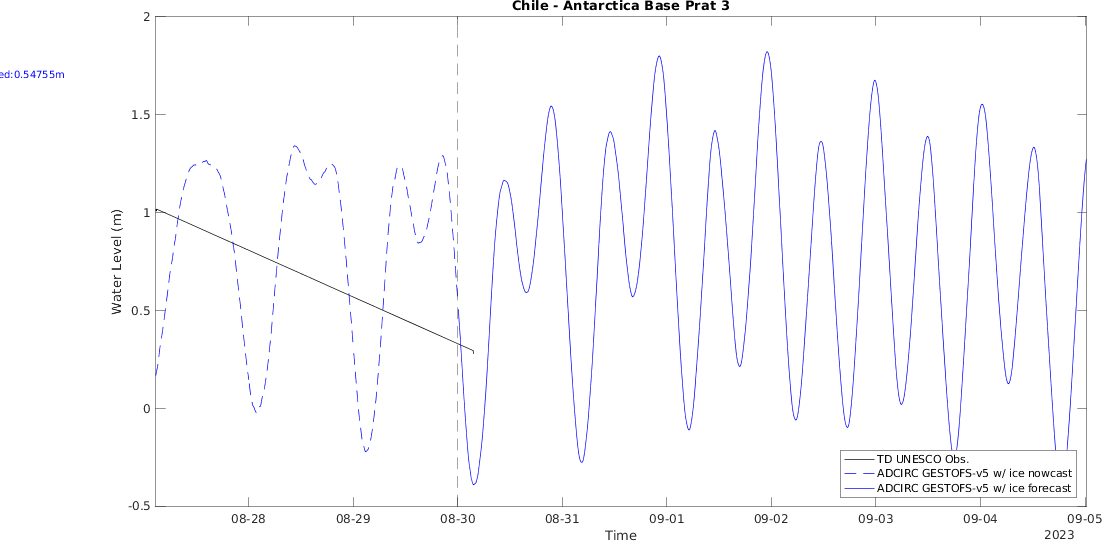 Chile - Antarctica Base Prat 3
ed:0.54755m
Water Level (m)
2
1.5
1
0.5
0
-0.5
08-28
08-29
08-30
08-31
09-01
09-02
09-03
09-04
09-05
Time
2023
TD UNESCO Obs.
ADCIRC GESTOFS-v5 w/ ice nowcast
ADCIRC GESTOFS-v5 w/ ice forecast